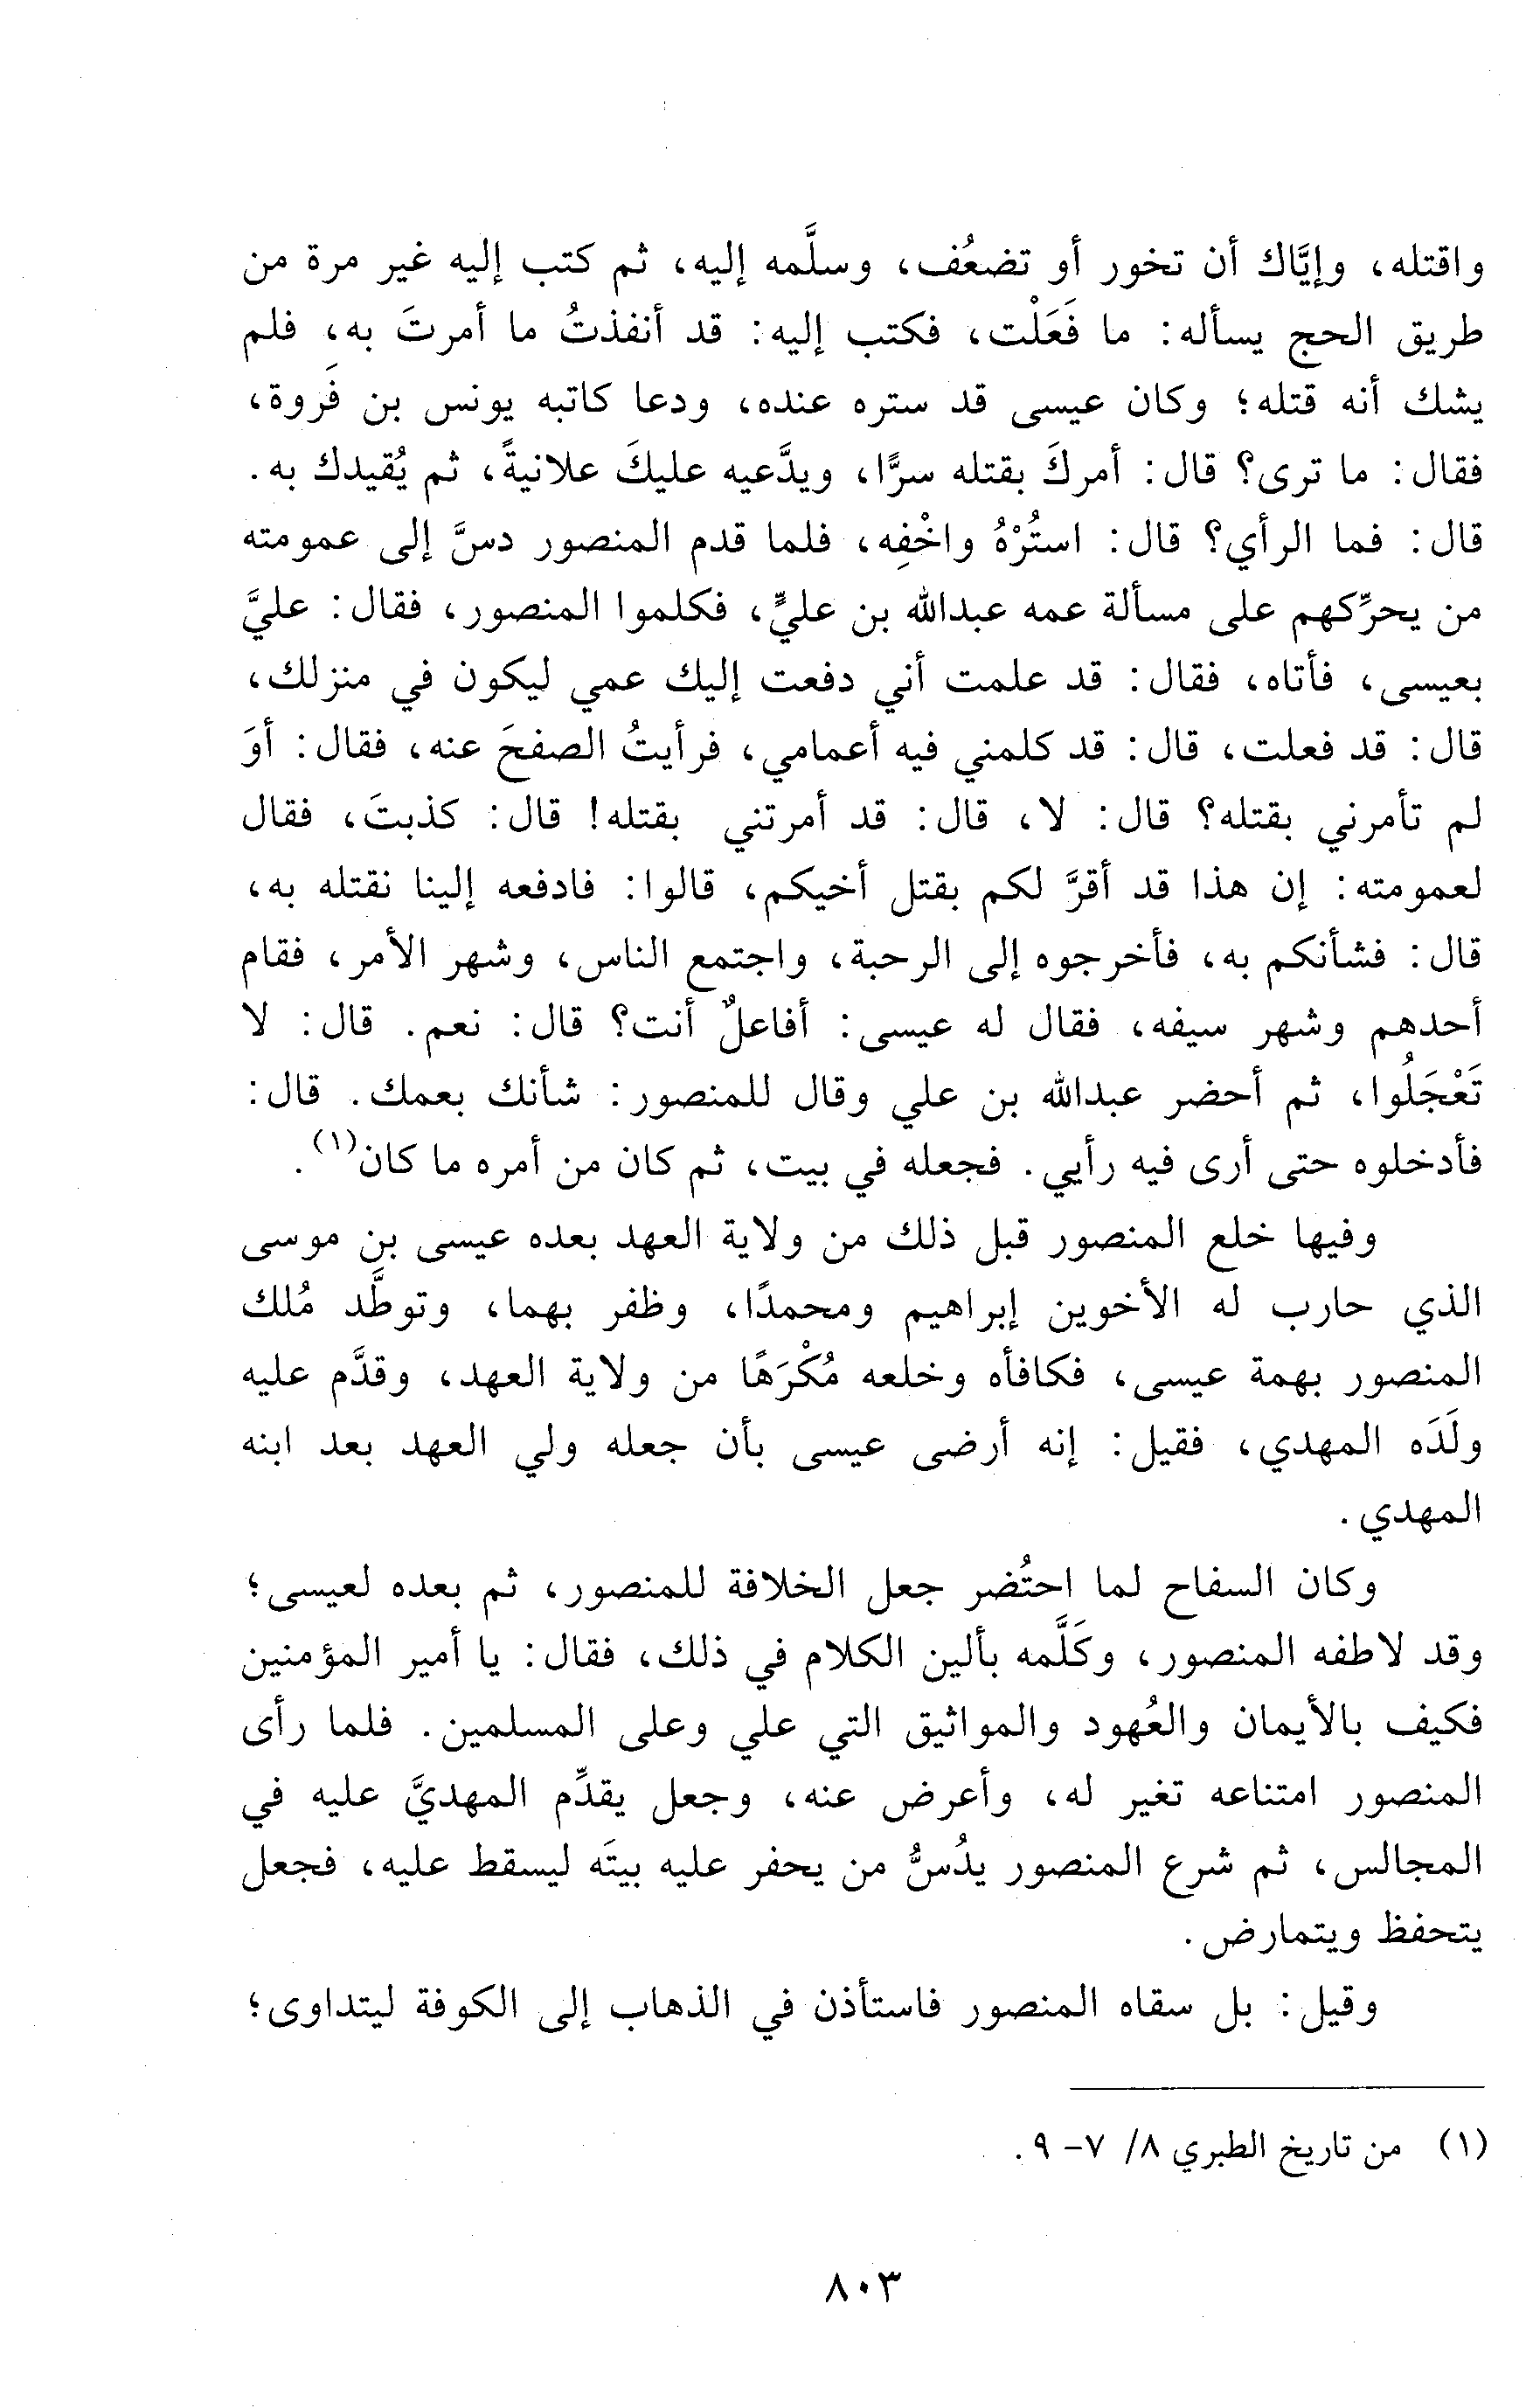 واقتله، وإيَّاك أن تخور أو تضعُف، وسلَّمه إليه، ثم كتب إليه غير مرة من
طريق الحج يسأله: ما فَعَلْت، فكتب إليه: قد أنفذتُ ما أمرتَ به، فلم
يشك أنه قتله؛ وكان عيسى قد ستره عنده، ودعا كاتبه يونس بن فَروة،
فقال: ما ترى؟ قال: أمركَ بقتله سرًّا، ويدَّعيه عليكَ علانيةً، ثم يُقيدك به.
قال: فما الرأي؟ قال: استُرْهُ واخْفِه، فلما قدم المنصور دسَّ إلى عمومته
من يحرِّكهم على مسألة عمه عبدالله بن عليٍّ، فكلموا المنصور، فقال: عليَّ
بعيسى، فأتاه، فقال: قد علمت أني دفعت إليك عمي ليكون في منزلك،
قال: قد فعلت، قال: قد كلمني فيه أعمامي، فرأيتُ الصفحَ عنه، فقال: أوَ
لم تأمرني بقتله؟ قال: لا، قال: قد أمرتني بقتله! قال: كذبتَ، فقال
لعمومته: إن هذا قد أقرَّ لكم بقتل أخيكم، قالوا: فادفعه إلينا نقتله به،
قال: فشأنكم به، فأخرجوه إلى الرحبة، واجتمع الناس، وشهر الأمر، فقام
أحدهم وشهر سيفه، فقال له عيسى: أفاعلٌ أنت؟ قال: نعم. قال: لا
تَعْجَلُوا، ثم أحضر عبدالله بن علي وقال للمنصور: شأنك بعمك. قال:
فأدخلوه حتى أرى فيه رأيي. فجعله في بيت، ثم كان من أمره ما كان(١).
وفيها خلع المنصور قبل ذلك من ولاية العهد بعده عيسى بن موسى
الذي حارب له الأخوين إبراهيم ومحمدًا، وظفر بهما، وتوطَّد مُلك
المنصور بهمة عيسى، فكافأه وخلعه مُكْرَهًا من ولاية العهد، وقدَّم عليه
ولَدَه المهدي، فقيل: إنه أرضى عيسى بأن جعله ولي العهد بعد ابنه
المهدي.
وكان السفاح لما احتُضر جعل الخلافة للمنصور، ثم بعده لعيسى؛
وقد لاطفه المنصور، وكَلَّمه بألين الكلام في ذلك، فقال: يا أمير المؤمنين
فكيف بالأيمان والعُهود والمواثيق التي علي وعلى المسلمين. فلما رأى
المنصور امتناعه تغير له، وأعرض عنه، وجعل يقدِّم المهديَّ عليه في
المجالس، ثم شرع المنصور يدُسُّ من يحفر عليه بيتَه ليسقط عليه، فجعل
يتحفظ ويتمارض.
وقيل: بل سقاه المنصور فاستأذن في الذهاب إلى الكوفة ليتداوى؛
(١) من تاريخ الطبري ٨/ ٧- ٩.
٨٠٣